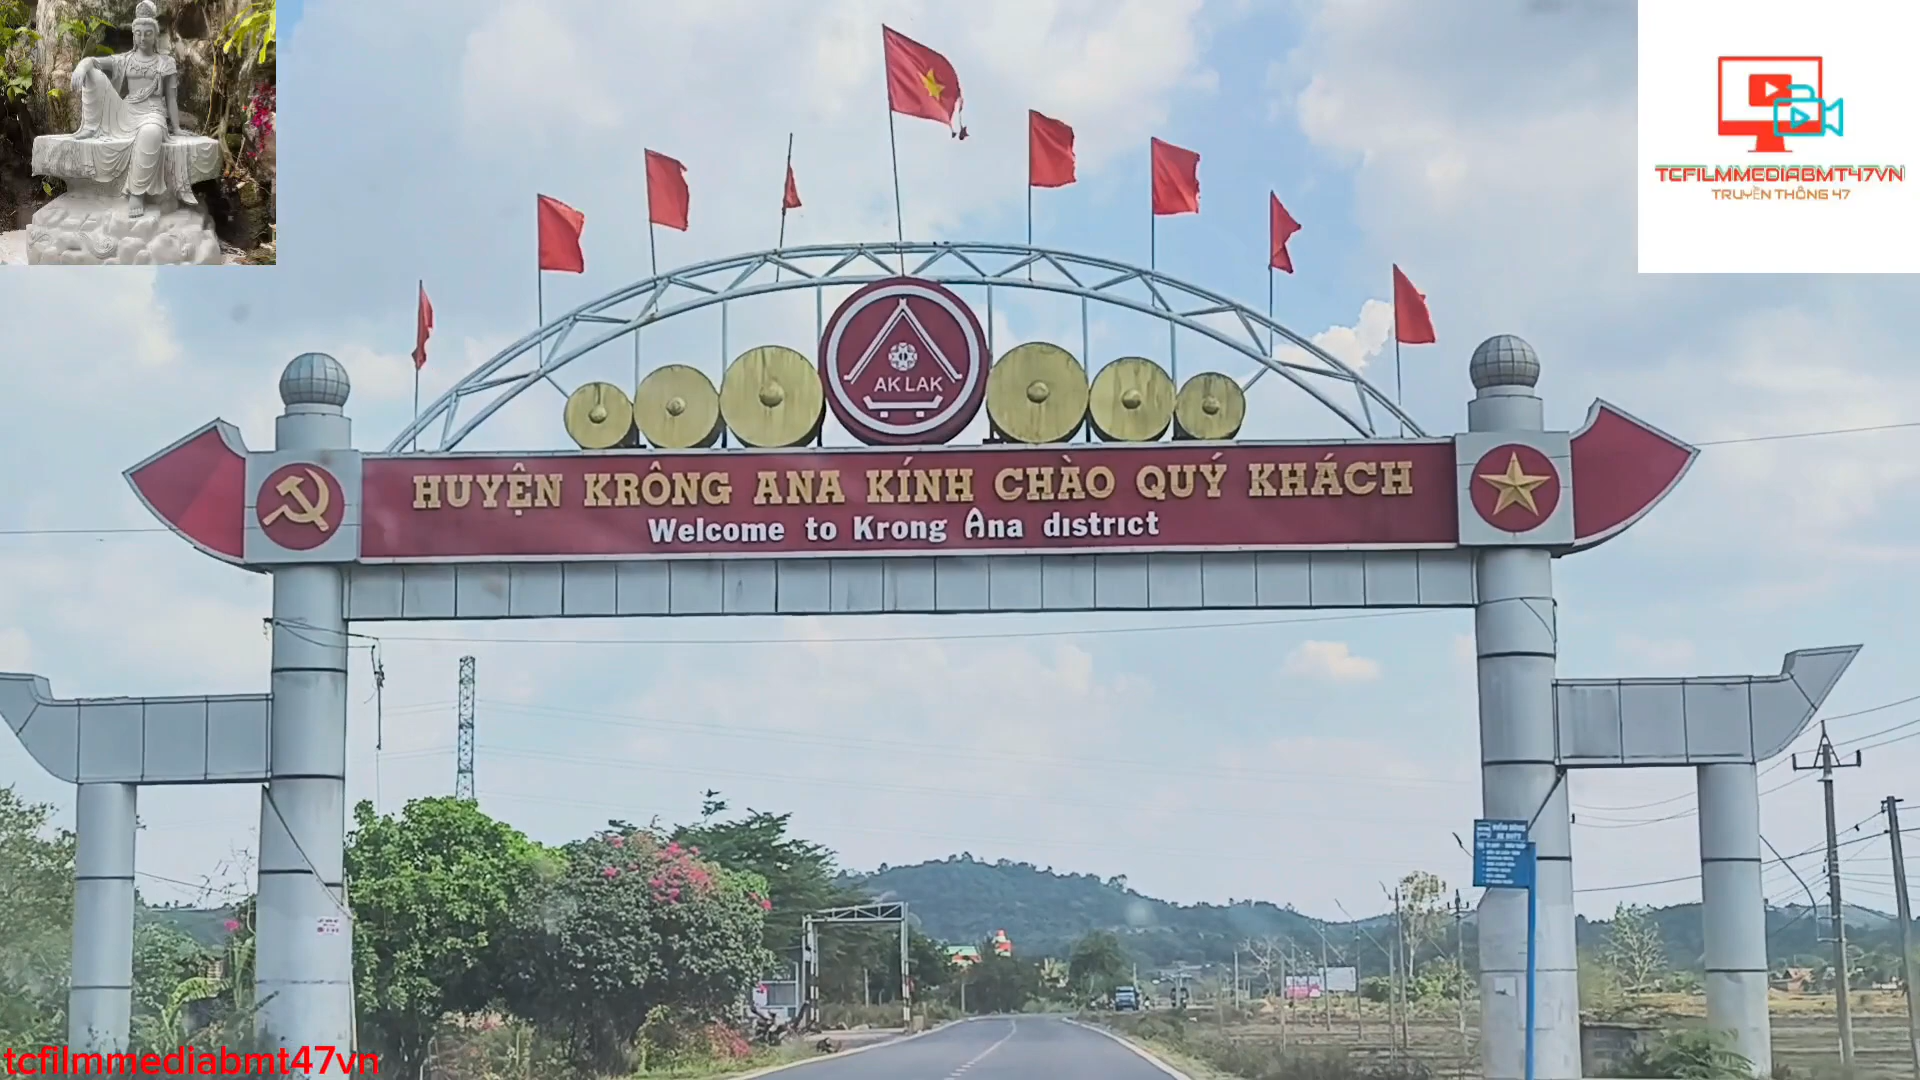 TCFILMMEDIABMT47VN
TRUYỀN THÔNG 47
AK LAK
HUYỆN KRÔNG ANA KÍNH CHÀO QUÝ KHÁCH
Welcome to Krong Ana district
tcfilmmediabmt47vn